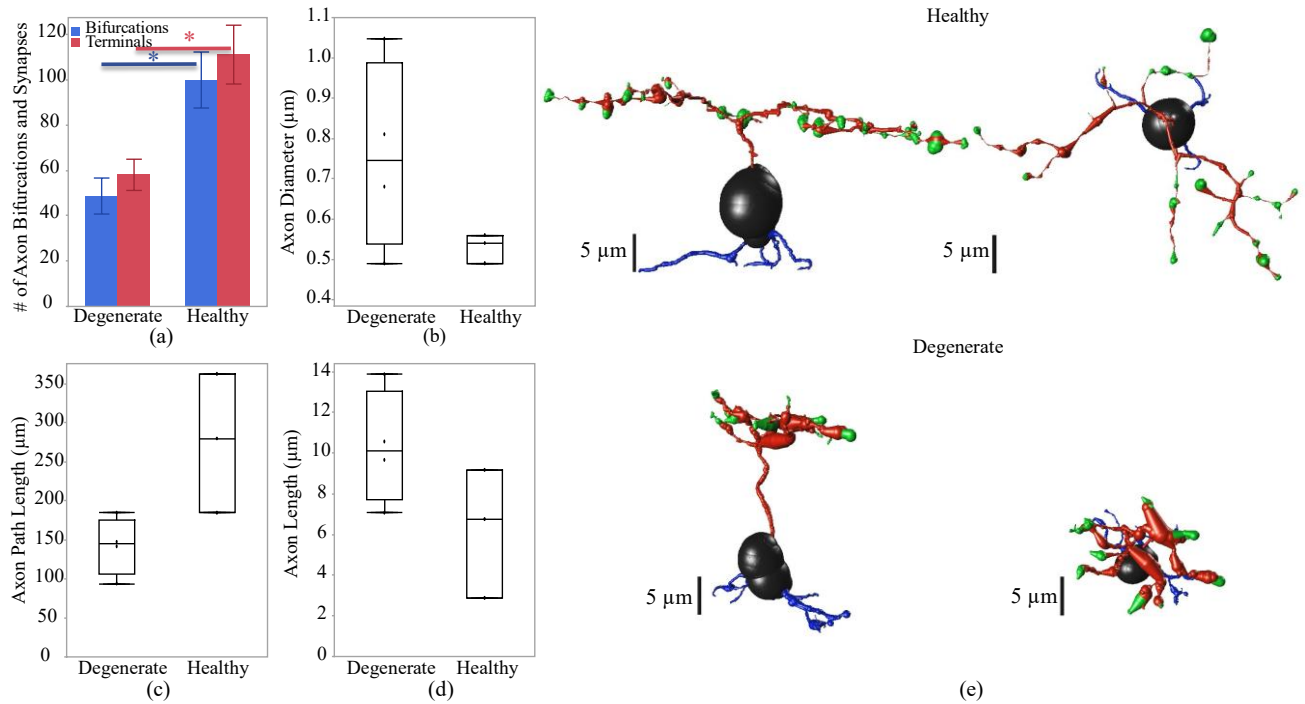 # of Axon Bifurcations and Synapses
120
100
80
60
40
20
0
Bifurcations
Terminals
*
*
Degenerate
Healthy
(a)
Axon Diameter (µm)
1.1
1.0
0.9
0.8
0.7
0.6
0.5
0.4
Degenerate
Healthy
(b)
Axon Path Length (µm)
350
300
250
200
150
100
50
0
Degenerate
Healthy
(c)
Axon Length (µm)
14
12
10
8
6
4
2
0
Degenerate
Healthy
(d)
Healthy
5 µm
5 µm
Degenerate
5 µm
5 µm
(e)